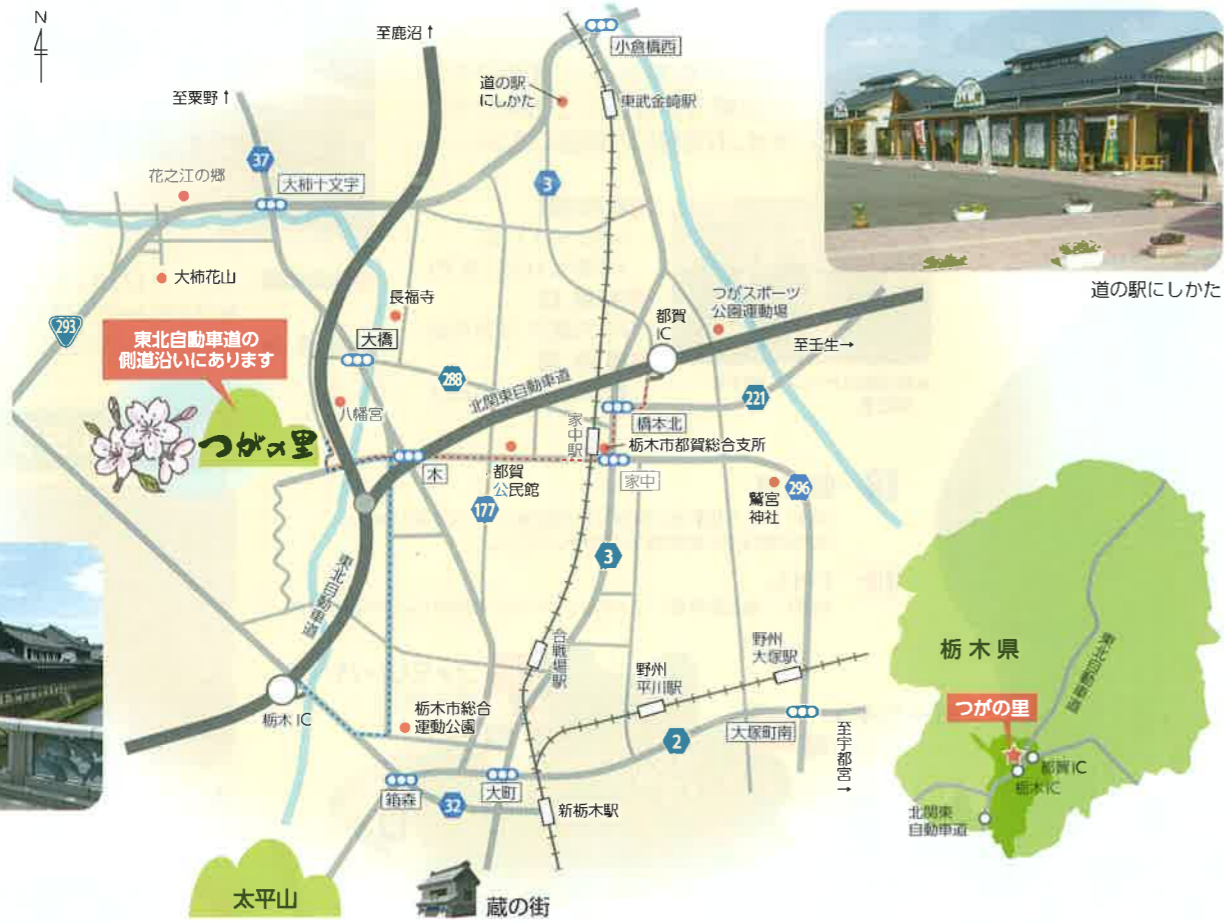 N
至鹿沼↑
小倉橋西
道の駅
にしかた
東武金崎駅
至粟野↑
37
花之江の郷
大柿十文字
3
大柿花山
道の駅にしかた
長福寺
つがスポーツ
公園運動場
都賀
IC
293
東北自動車道の
側道沿いにあります
大橋
至壬生→
288
北関東自動車道
221
八幡宮
橋本北
家中駅
つがの里
栃木市都賀総合支所
木
都賀
公民館
家中
177
鷲宮
神社
296
3
東北自動車道
合戦場駅
野州
大塚駅
野州
平川駅
栃木県
東北自動車道
つがの里
栃木IC
栃木市総合
運動公園
大塚町南
至宇都宮→
2
都賀IC
栃木IC
箱森
大町
32
新栃木駅
北関東
自動車道
太平山
蔵の街